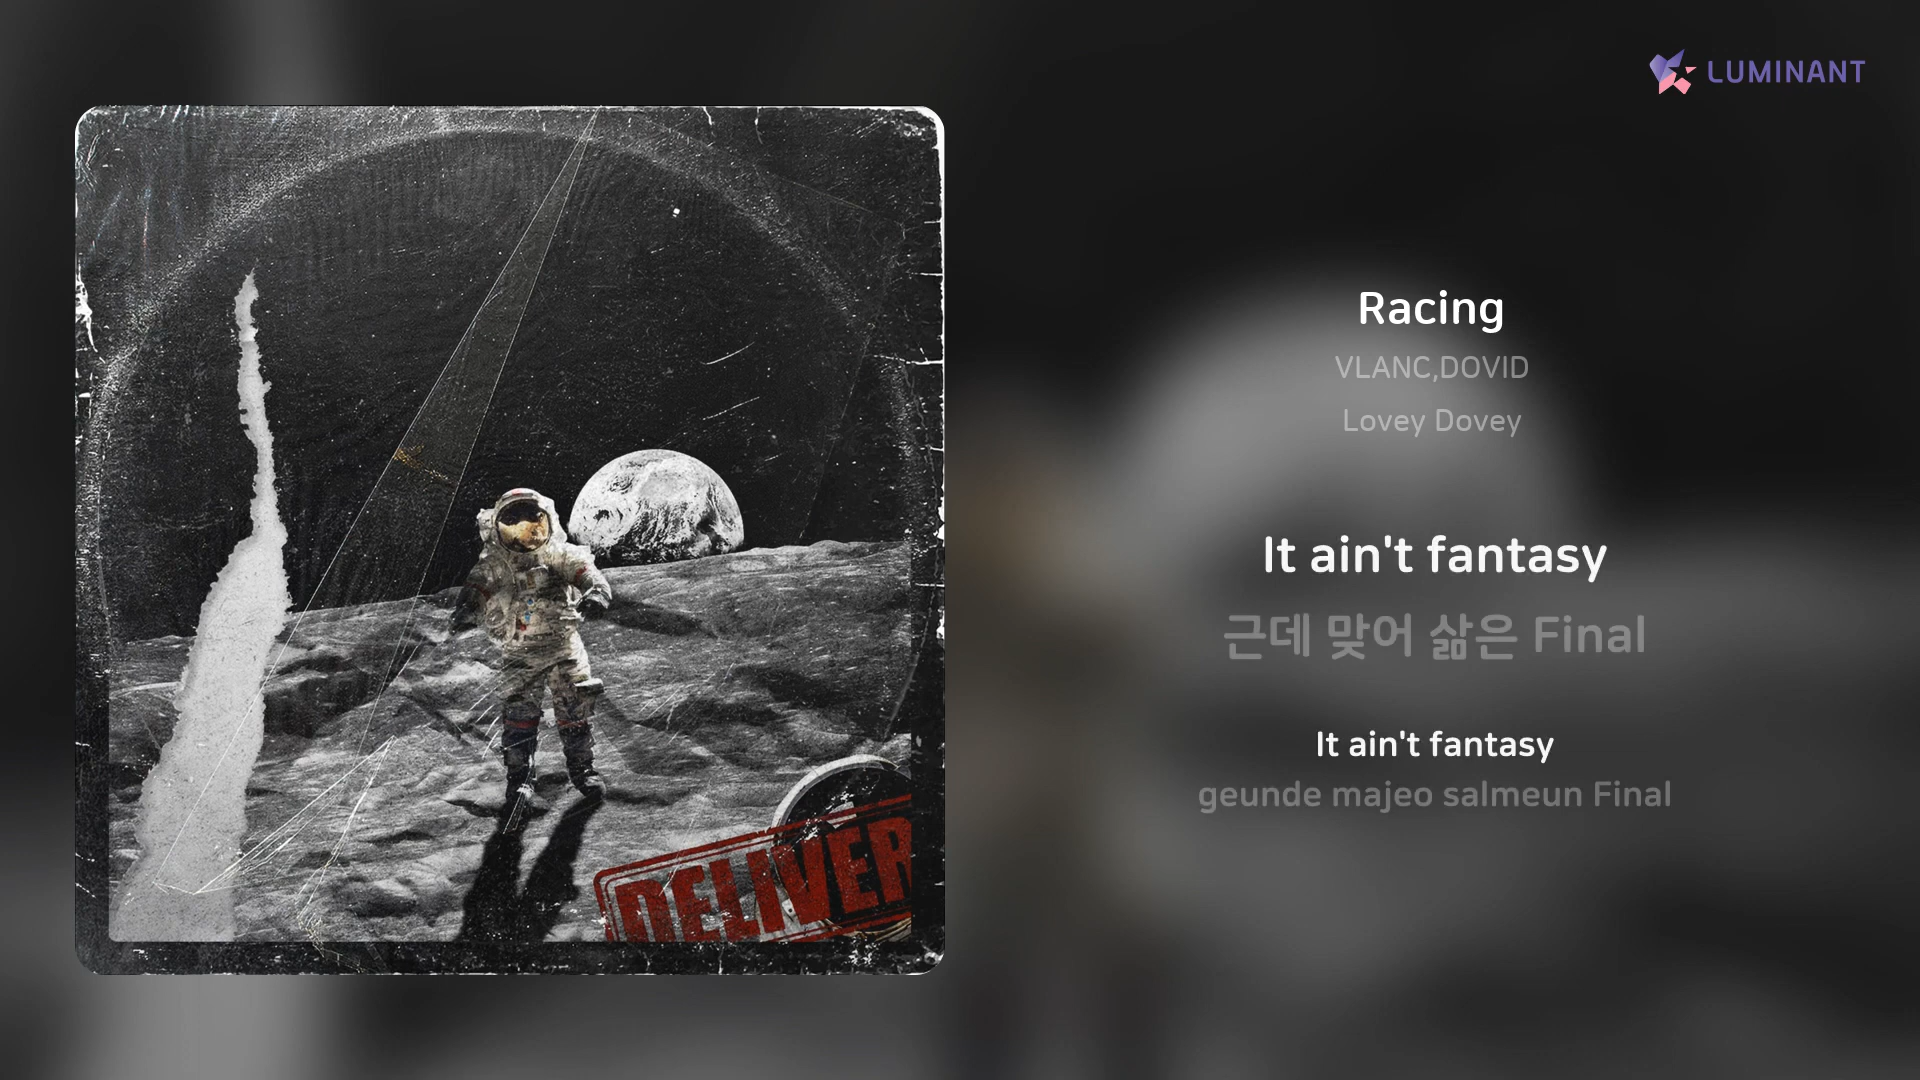 LUMINANT
Racing
VLANC,DOVID
Lovey Dovey
It ain't fantasy
근데 맞어 삶은 Final
It ain't fantasy
geunde majeo salmeun Final
DELIVER